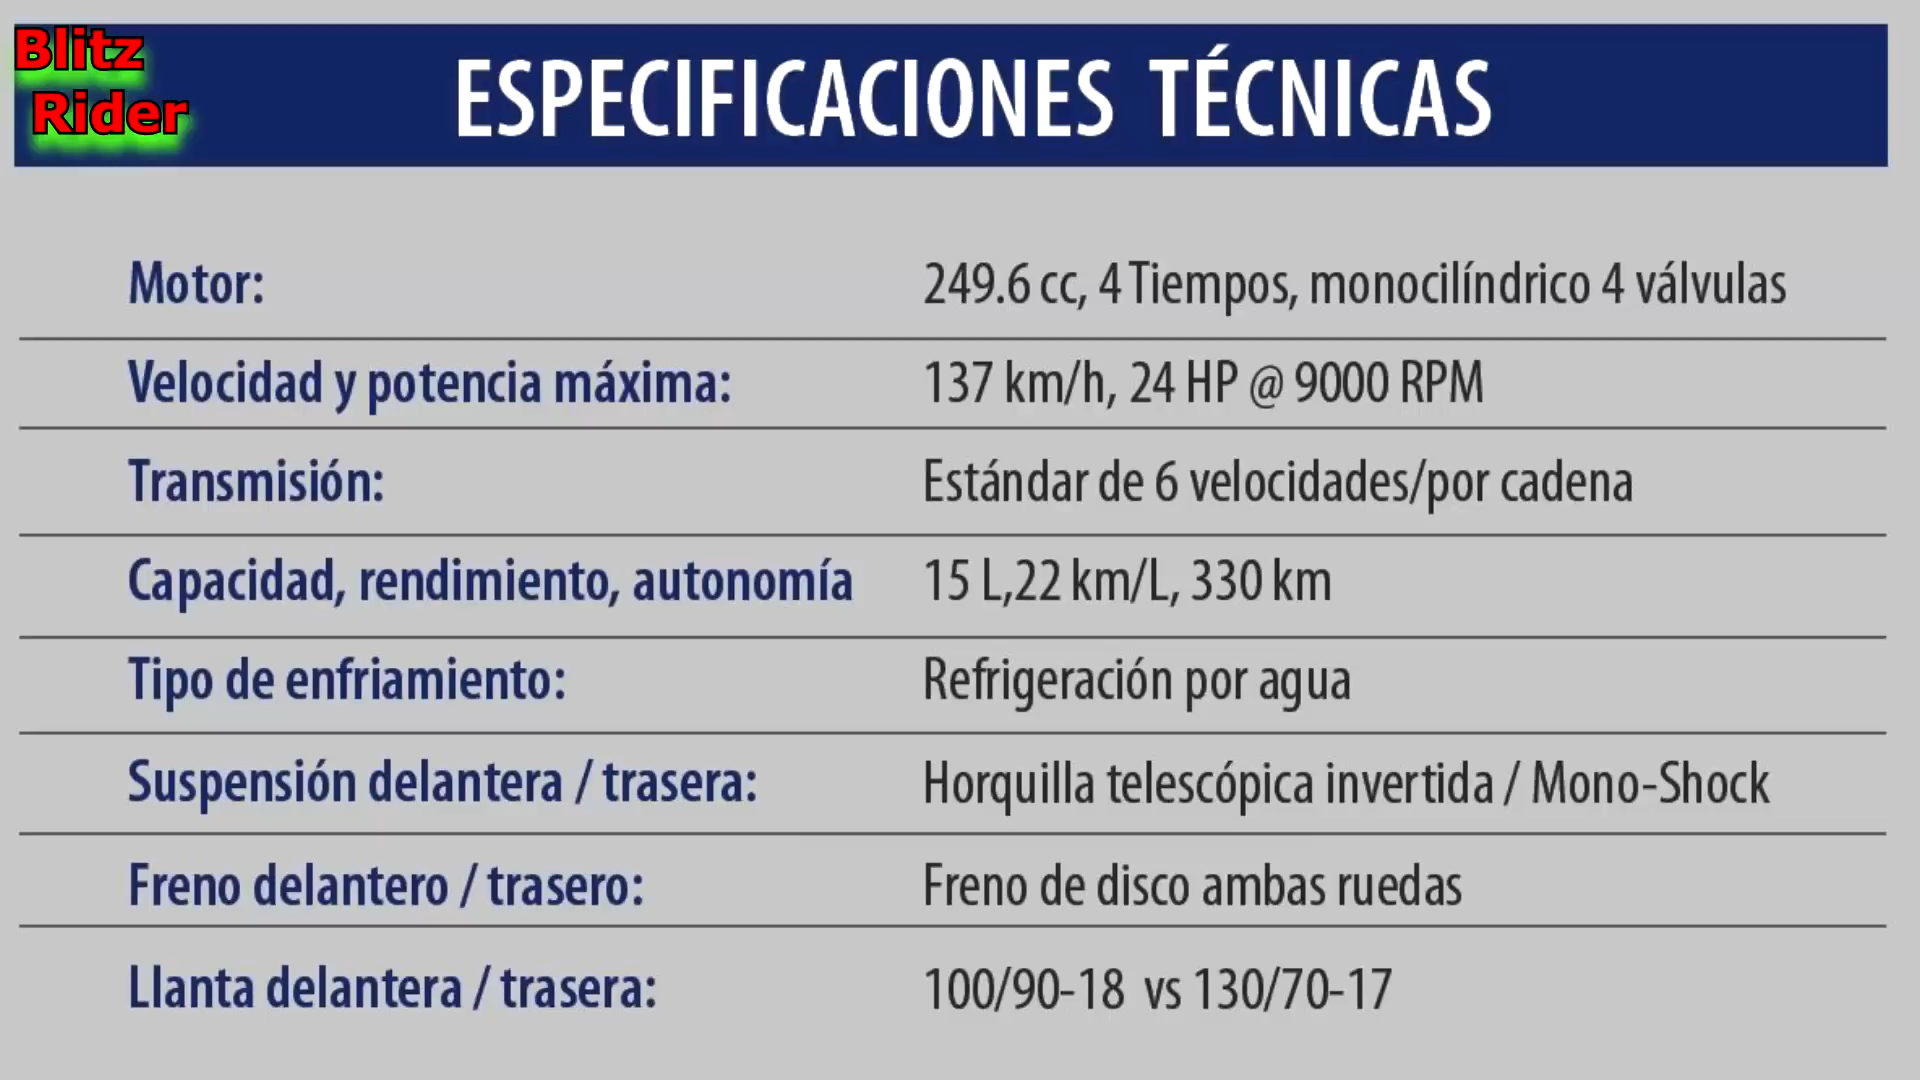 Blitz
Rider
ESPECIFICACIONES TÉCNICAS
Motor: 249.6 cc, 4 Tiempos, monocilíndrico 4 válvulas
Velocidad y potencia máxima: 137 km/h, 24 HP @ 9000 RPM
Transmisión: Estándar de 6 velocidades/por cadena
Capacidad, rendimiento, autonomía 15 L,22 km/L, 330 km
Tipo de enfriamiento: Refrigeración por agua
Suspensión delantera / trasera: Horquilla telescópica invertida / Mono-Shock
Freno delantero / trasero: Freno de disco ambas ruedas
Llanta delantera / trasera: 100/90-18 vs 130/70-17